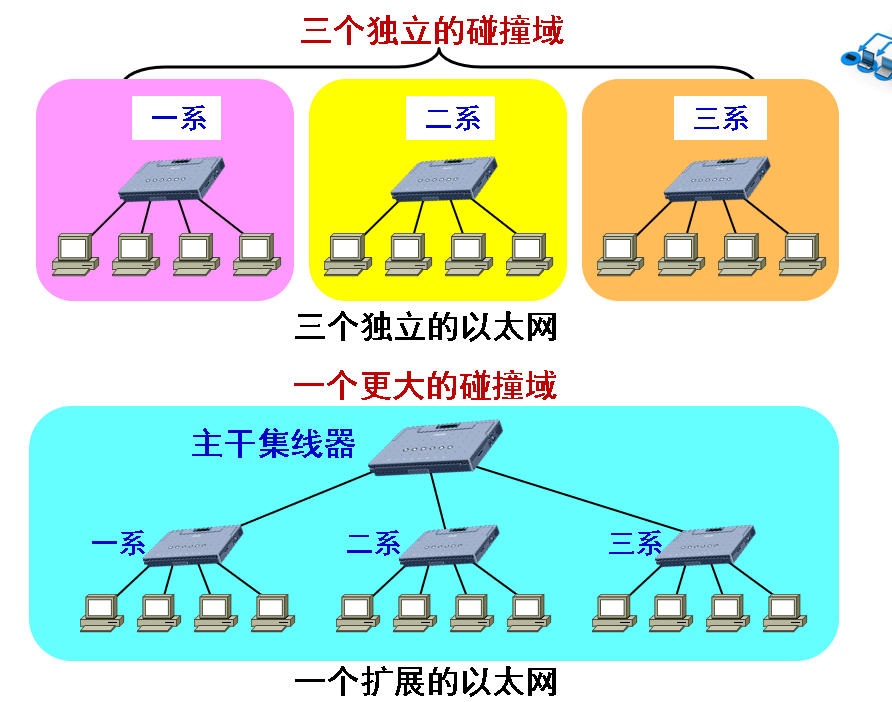 三个独立的碰撞域
一系
二系
三系
三个独立的以太网
一个更大的碰撞域
主干集线器
一系
二系
三系
一个扩展的以太网